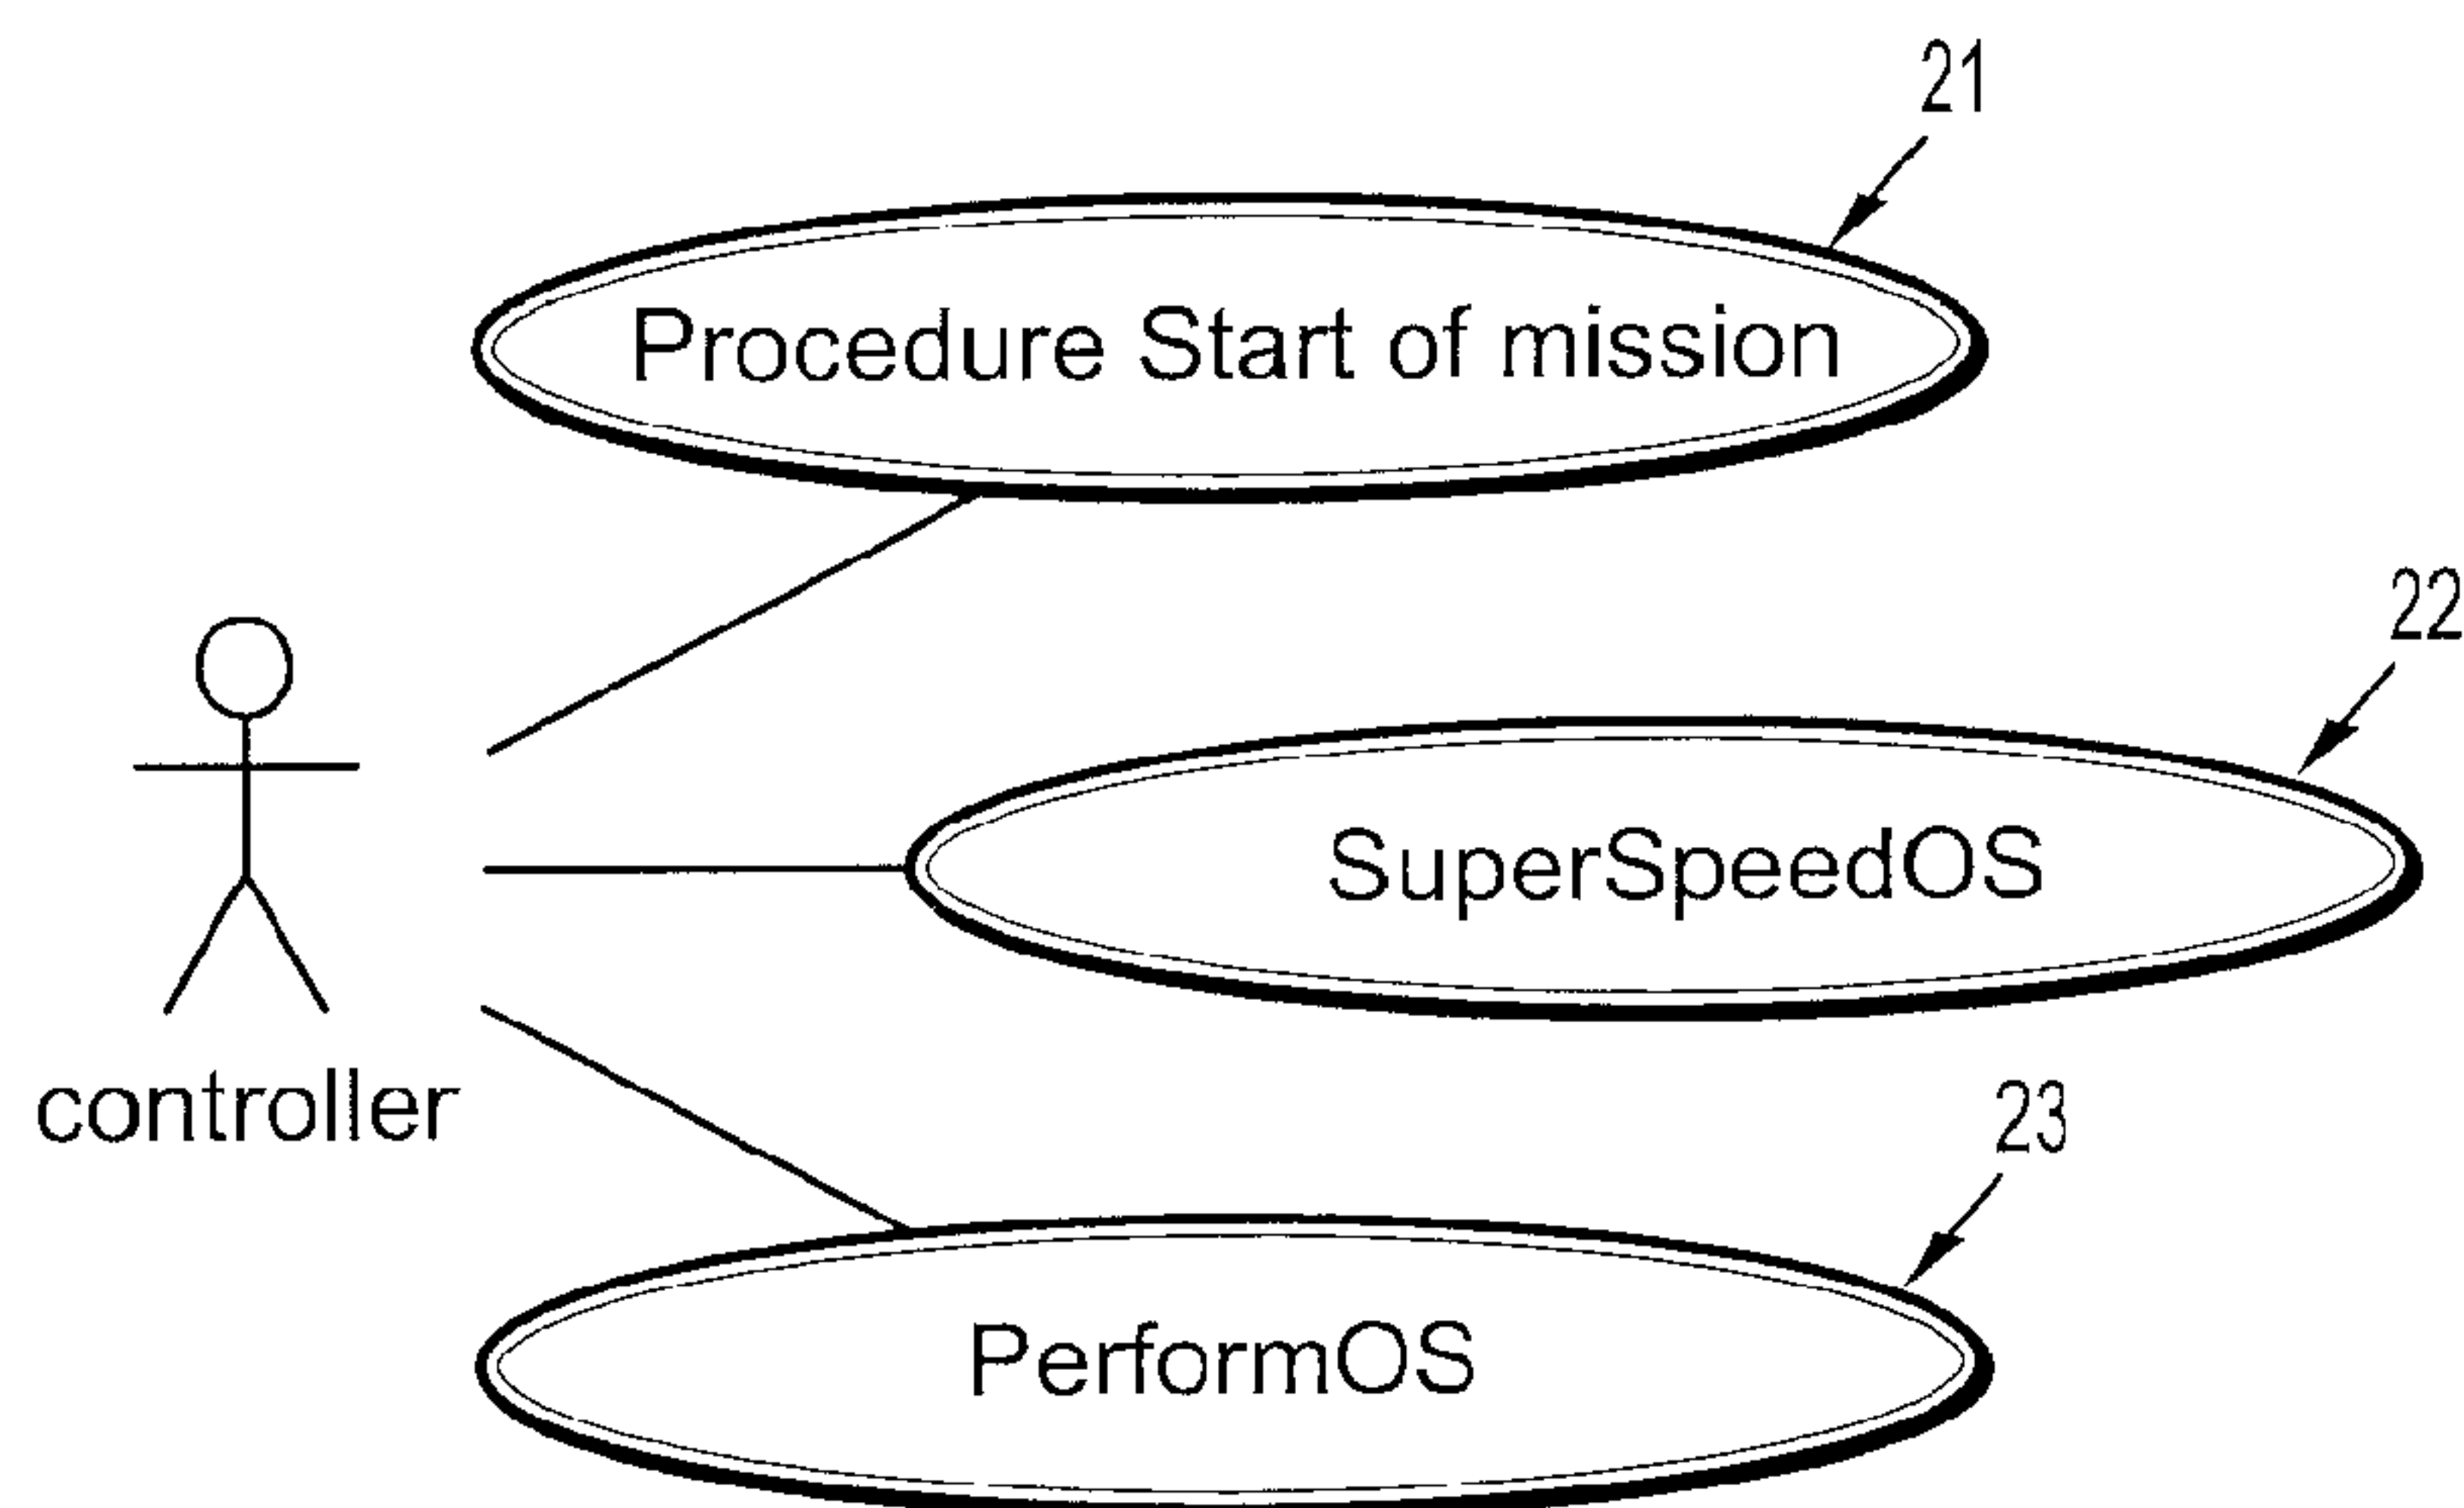 21
Procedure Start of mission
22
SuperSpeedOS
controller
23
PerformOS